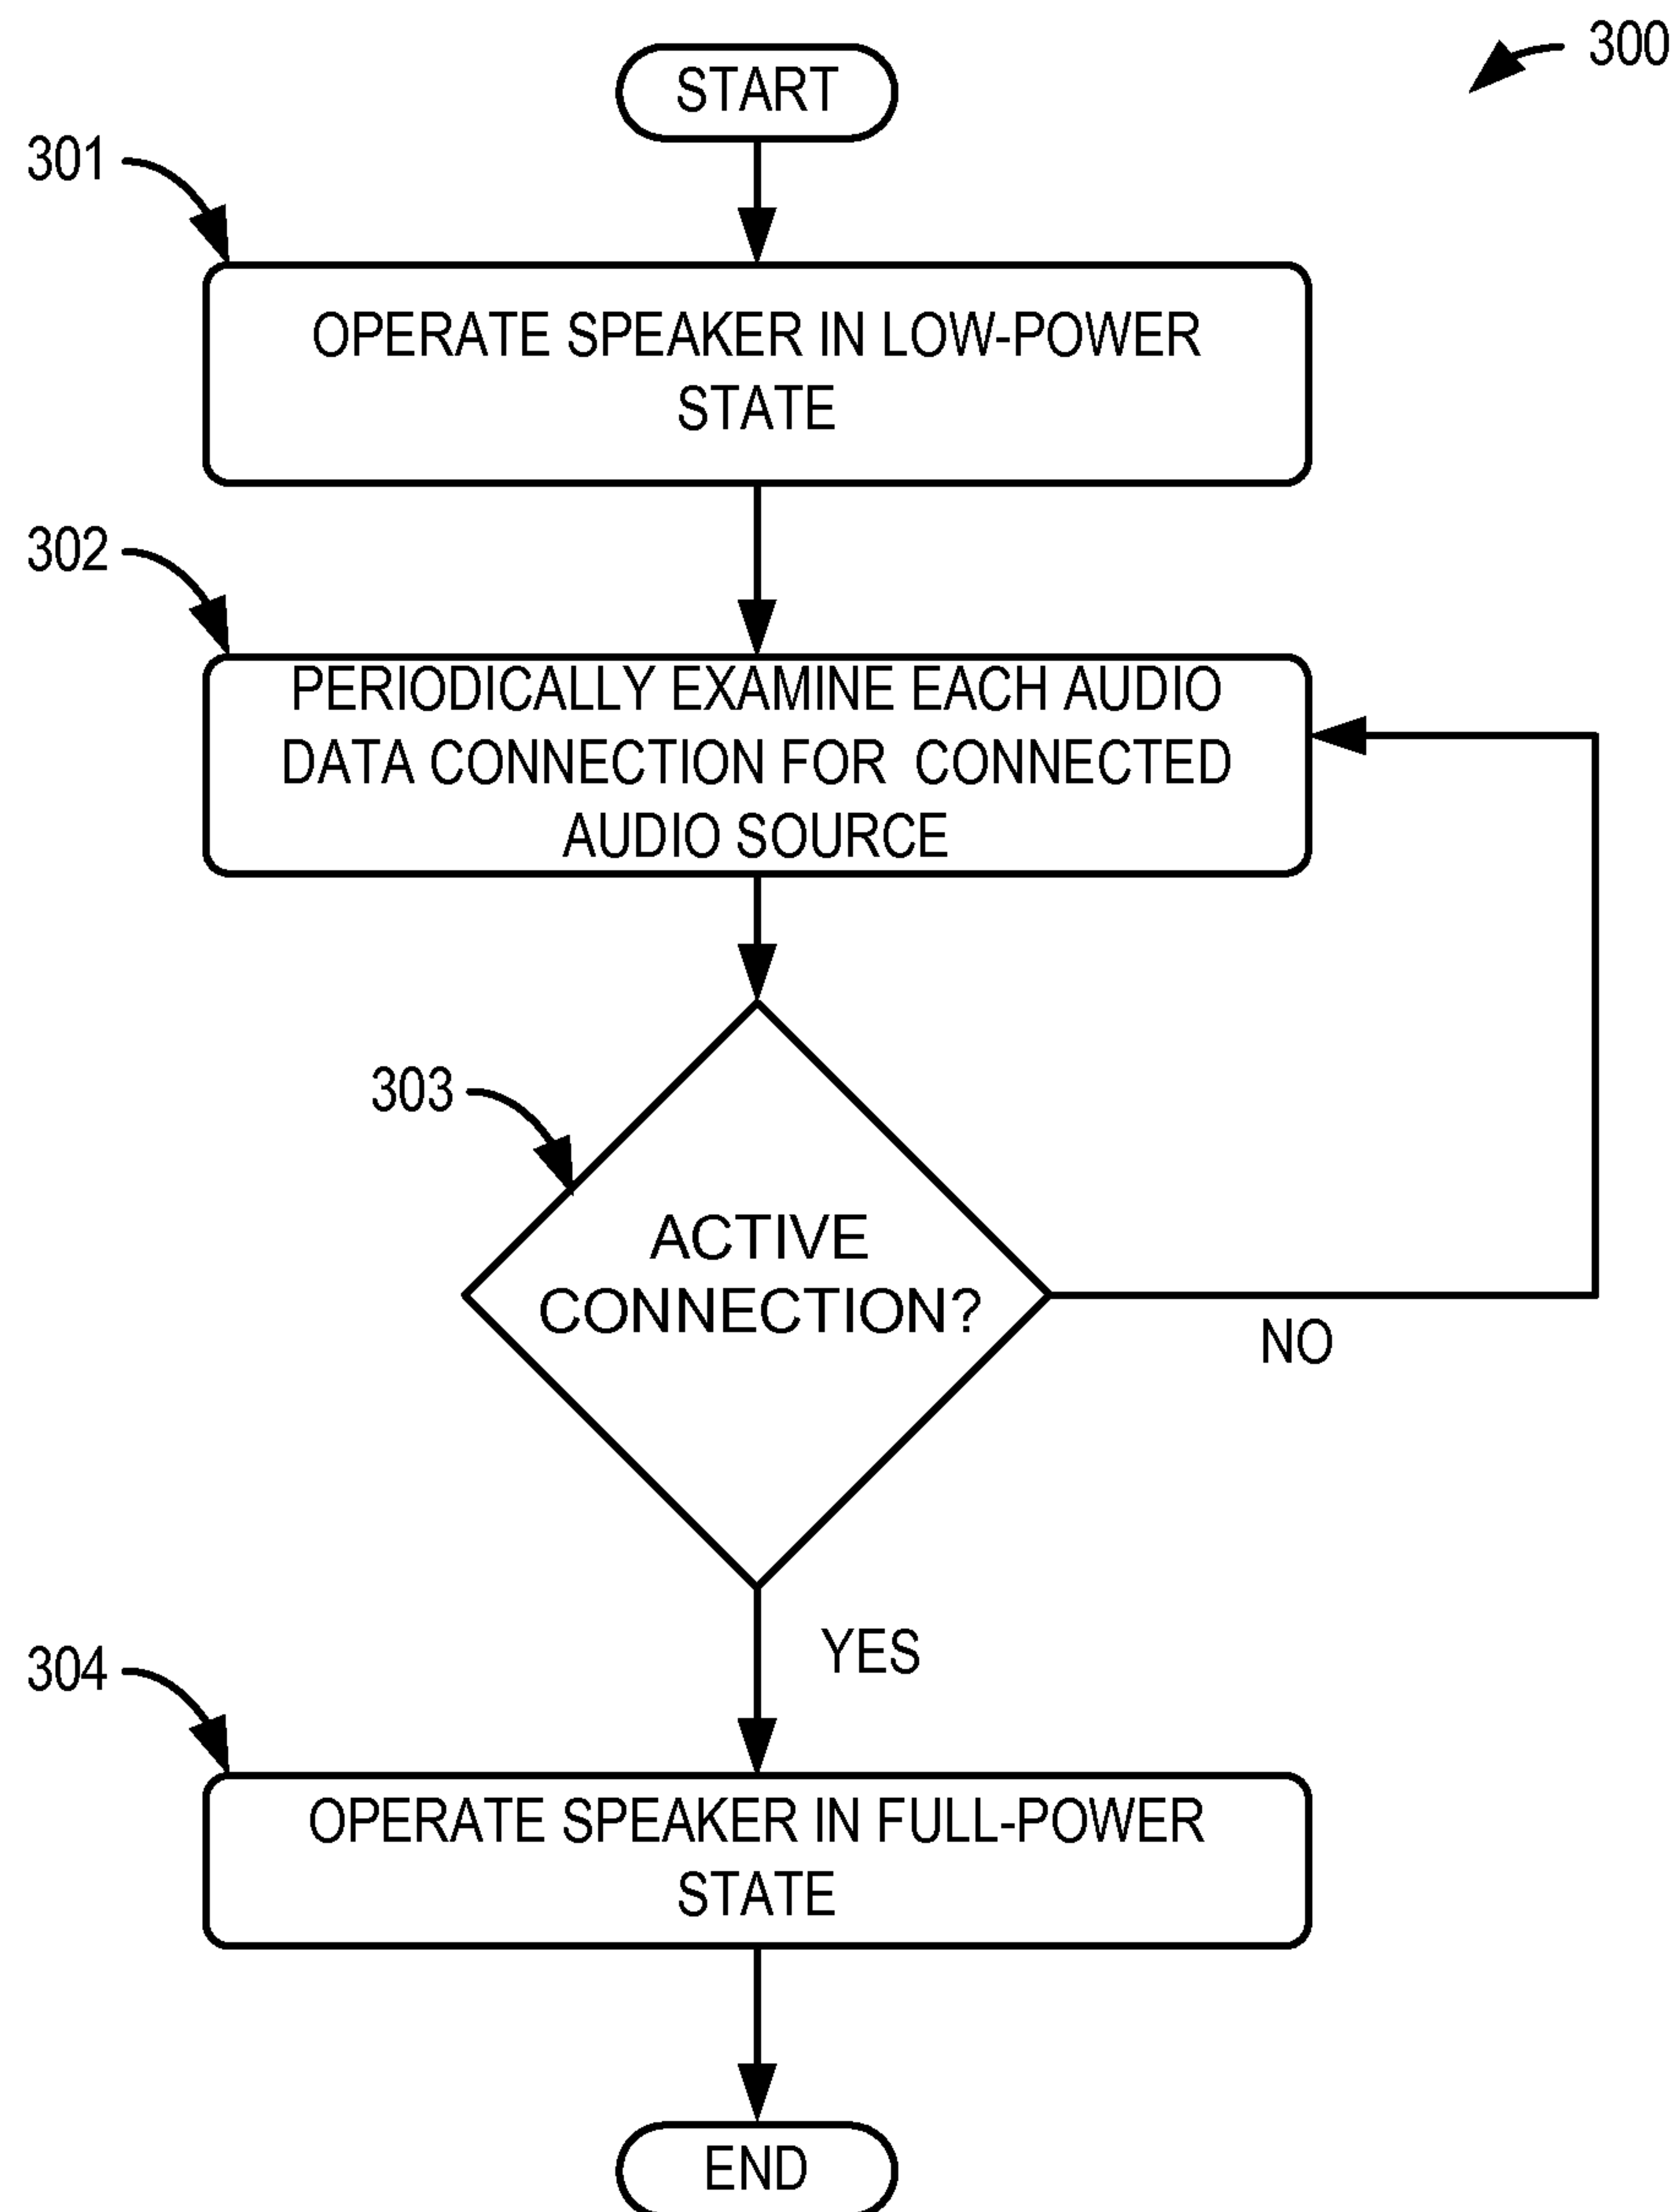 300
START
301
OPERATE SPEAKER IN LOW-POWER
STATE
302
PERIODICALLY EXAMINE EACH AUDIO
DATA CONNECTION FOR CONNECTED
AUDIO SOURCE
303
ACTIVE
CONNECTION?
NO
YES
304
OPERATE SPEAKER IN FULL-POWER
STATE
END